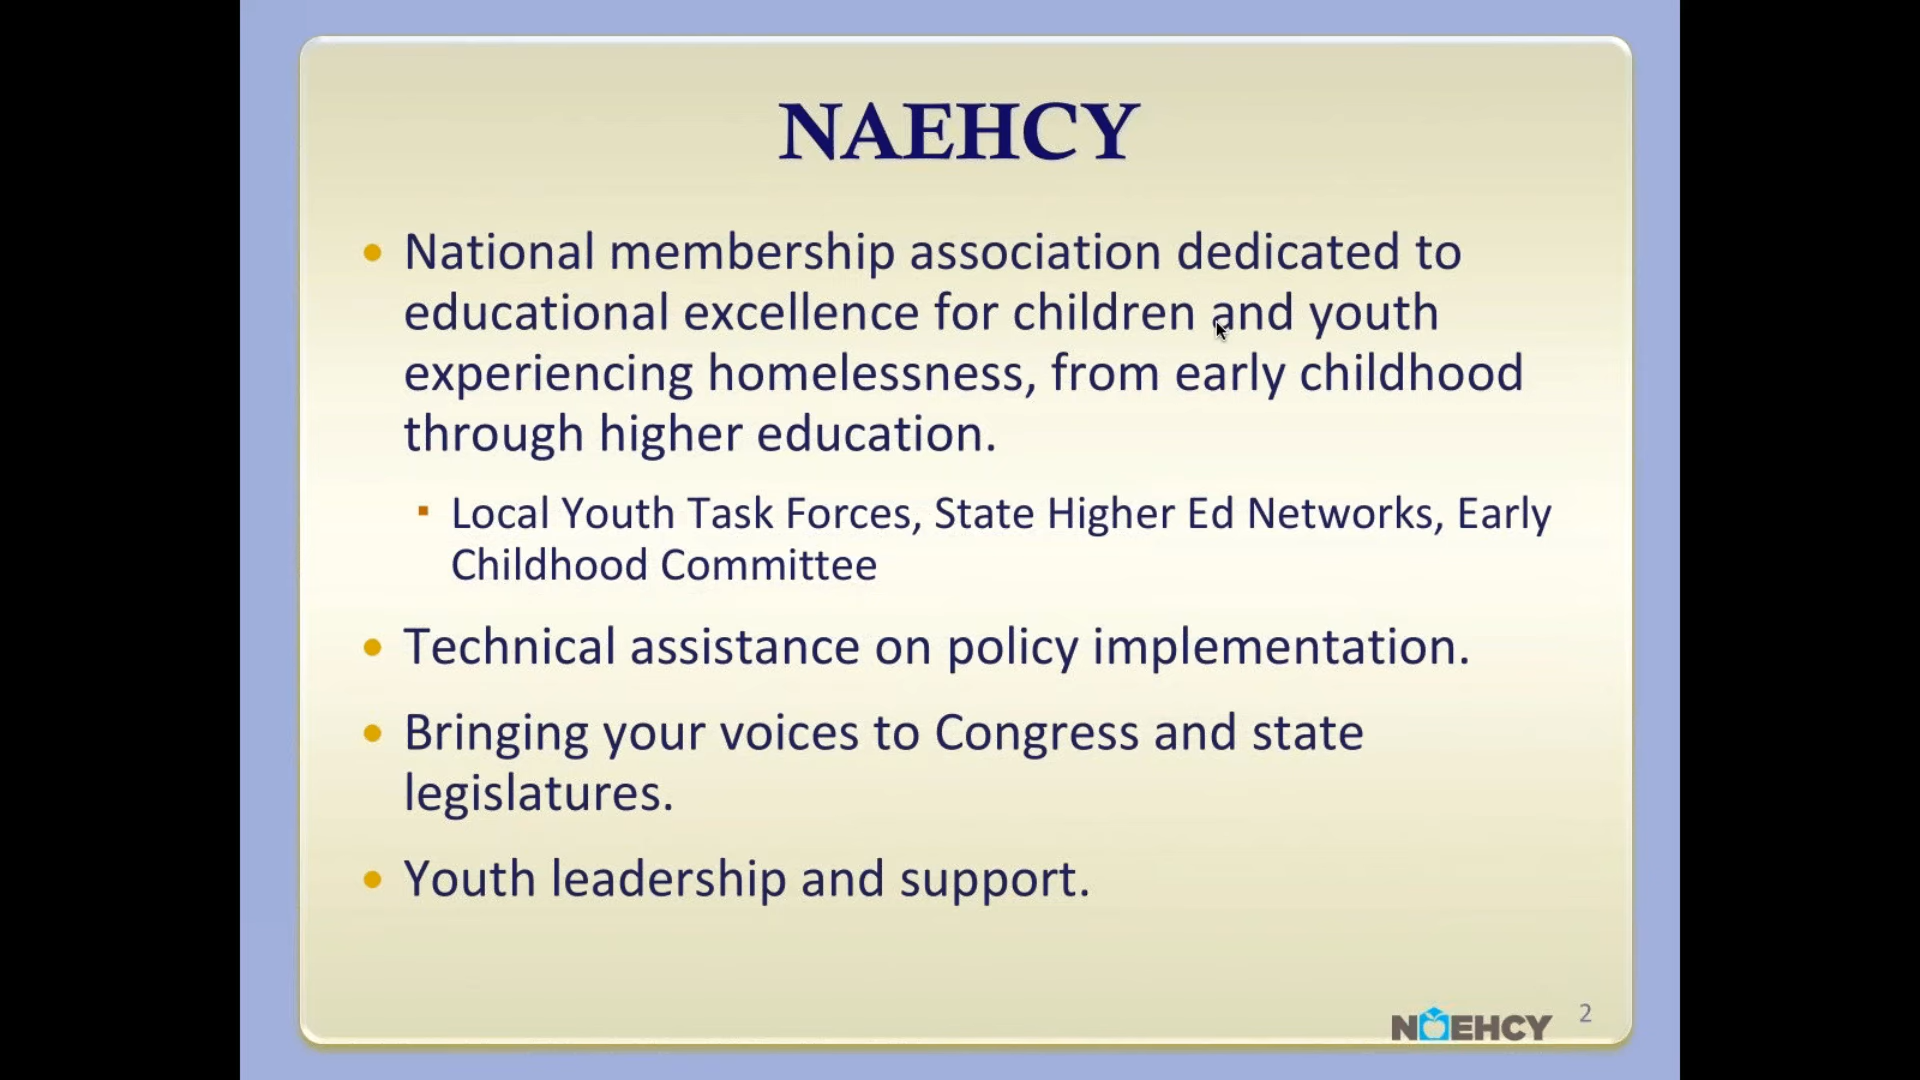 NAEHCY
• National membership association dedicated to
educational excellence for children and youth
experiencing homelessness, from early childhood
through higher education.
▪ Local Youth Task Forces, State Higher Ed Networks, Early
Childhood Committee
• Technical assistance on policy implementation.
• Bringing your voices to Congress and state
legislatures.
• Youth leadership and support.
NAEHCY
2